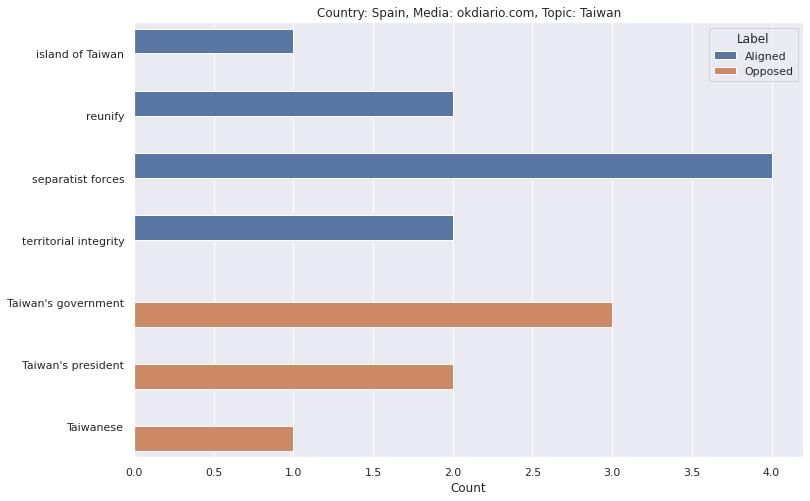 Country: Spain, Media: okdiario.com, Topic: Taiwan
Label
Aligned
Opposed
island of Taiwan
reunify
separatist forces
territorial integrity
Taiwan's government
Taiwan's president
Taiwanese
0.0 0.5 1.0 1.5 2.0 2.5 3.0 3.5 4.0
Count